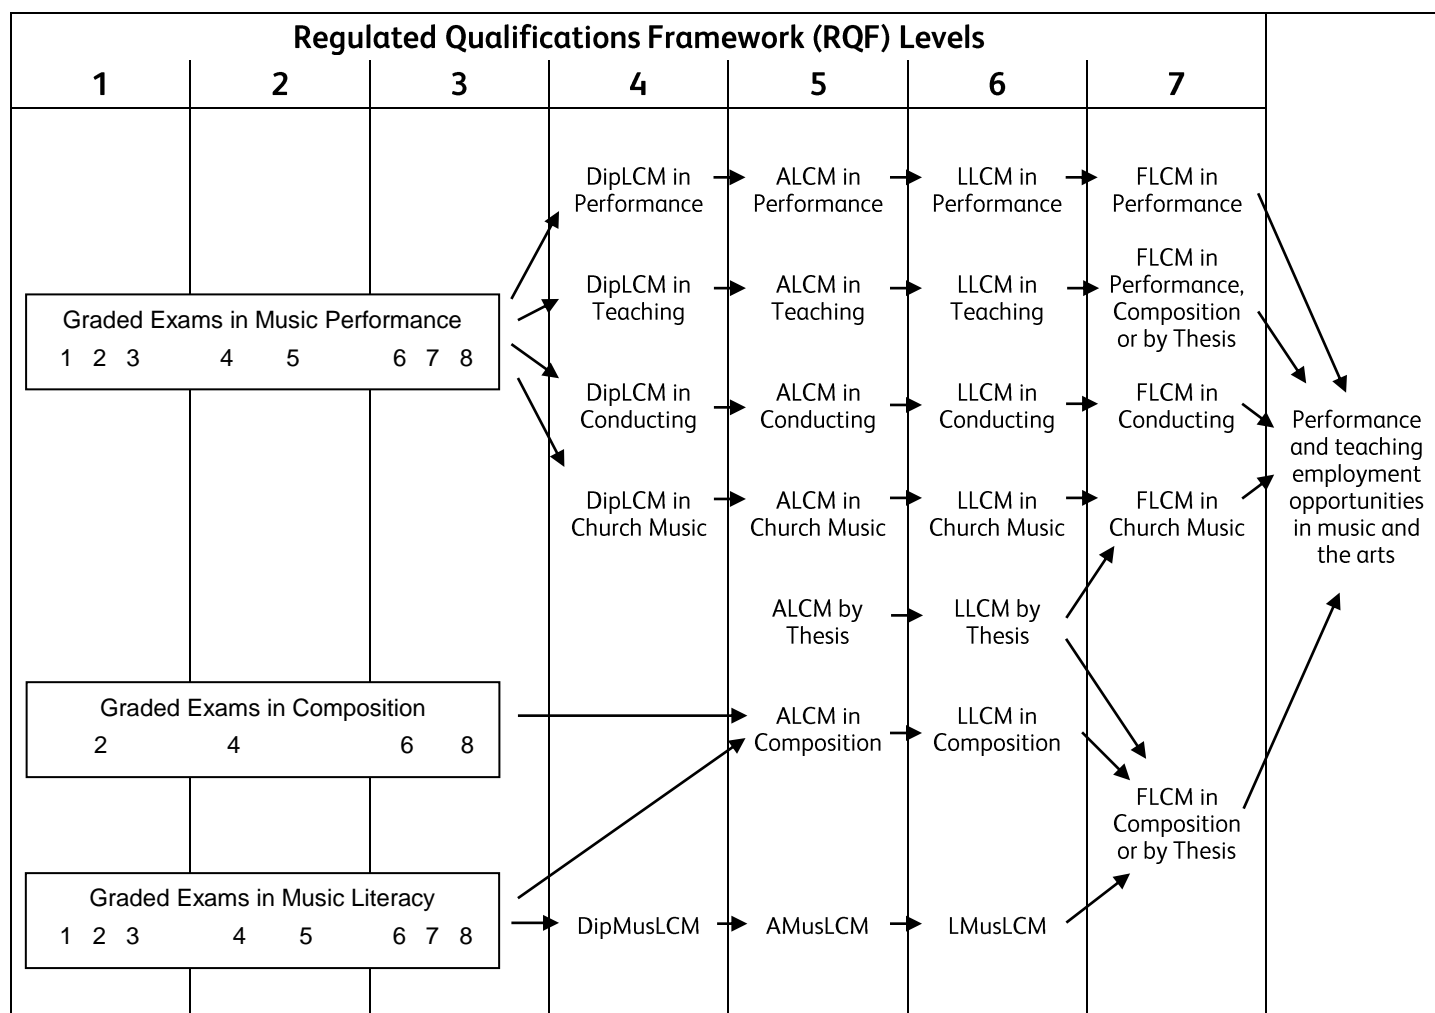 Regulated Qualifications Framework (RQF) Levels
1 2 3 4 5 6 7
DipLCM in
Performance
ALCM in
Performance
LLCM in
Performance
FLCM in
Performance
Graded Exams in Music Performance
1 2 3 4 5 6 7 8
DipLCM in
Teaching
ALCM in
Teaching
LLCM in
Teaching
FLCM in
Performance,
Composition
or by Thesis
DipLCM in
Conducting
ALCM in
Conducting
LLCM in
Conducting
FLCM in
Conducting
DipLCM in
Church Music
ALCM in
Church Music
LLCM in
Church Music
FLCM in
Church Music
Performance
and teaching
employment
opportunities
in music and
the arts
ALCM by
Thesis
LLCM by
Thesis
Graded Exams in Composition
2 4 6 8
ALCM in
Composition
LLCM in
Composition
FLCM in
Composition
or by Thesis
Graded Exams in Music Literacy
1 2 3 4 5 6 7 8
DipMusLCM
AMusLCM
LMusLCM